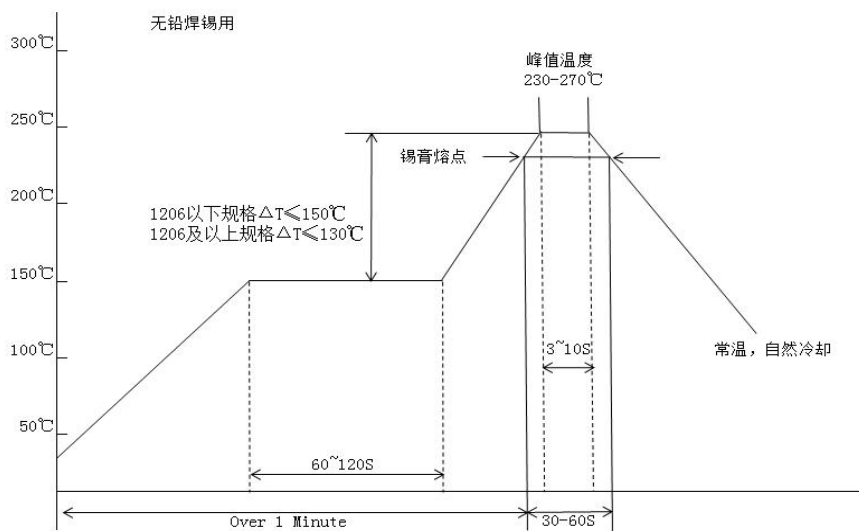 无铅焊锡用
300℃
峰值温度
230-270℃
250℃
锡膏熔点
200℃
1206以下规格△T≤150℃
1206及以上规格△T≤130℃
150℃
100℃
3~10S
常温，自然冷却
50℃
60~120S
Over 1 Minute
30-60S